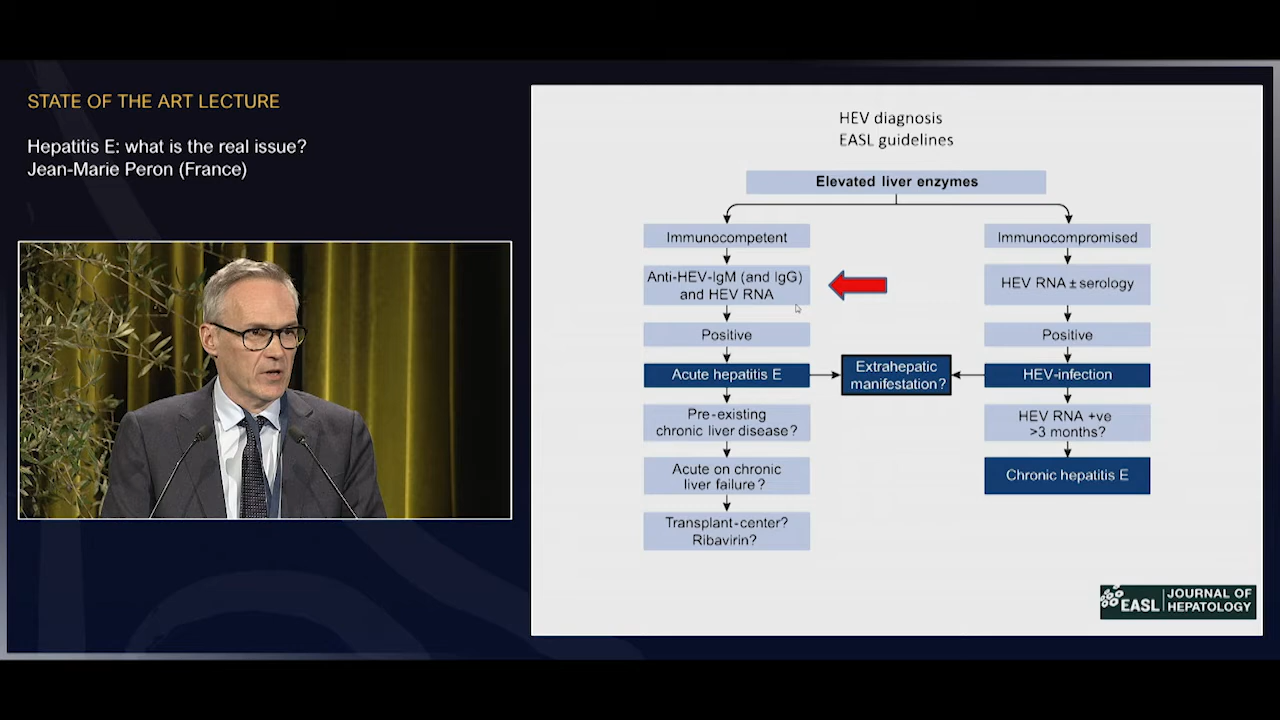 STATE OF THE ART LECTURE
Hepatitis E: what is the real issue?
Jean-Marie Peron (France)
HEV diagnosis
EASL guidelines
Elevated liver enzymes
Immunocompetent
Immunocompromised
Anti-HEV-IgM (and IgG)
and HEV RNA
HEV RNA ± serology
Positive
Positive
Acute hepatitis E
Extrahepatic
manifestation?
HEV-infection
Pre-existing
chronic liver disease?
HEV RNA +ve
>3 months?
Acute on chronic
liver failure?
Chronic hepatitis E
Transplant-center?
Ribavirin?
EASL
JOURNAL OF
HEPATOLOGY